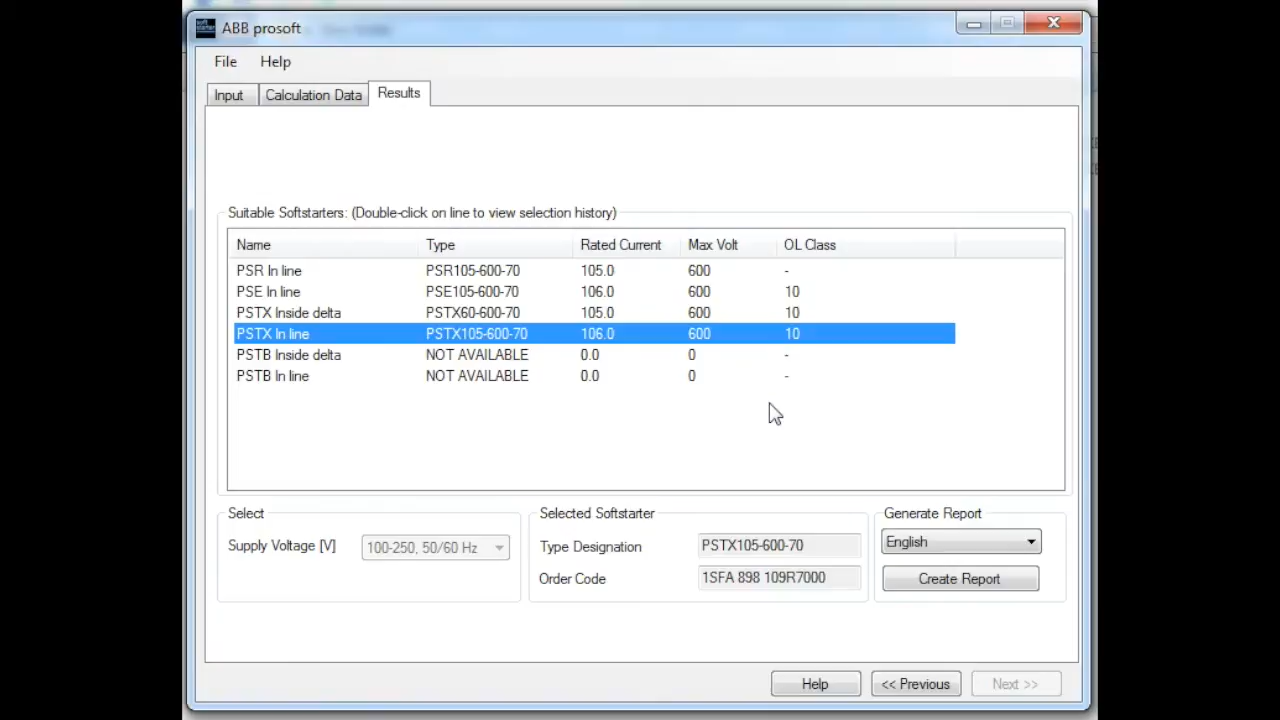 ABB prosoft
File Help
Input Calculation Data Results
Suitable Softstarters: (Double-click on line to view selection history)
Name Type Rated Current Max Volt OL Class
PSR In line PSR105-600-70 105.0 600 -
PSE In line PSE105-600-70 106.0 600 10
PSTX Inside delta PSTX60-600-70 105.0 600 10
PSTX In line PSTX105-600-70 106.0 600 10
PSTB Inside delta NOT AVAILABLE 0.0 0 -
PSTB In line NOT AVAILABLE 0.0 0 -
Select
Supply Voltage [V] 100-250, 50/60 Hz
Selected Softstarter
Type Designation PSTX105-600-70
Order Code 1SFA 898 109R7000
Generate Report
English
Create Report
Help << Previous Next >>